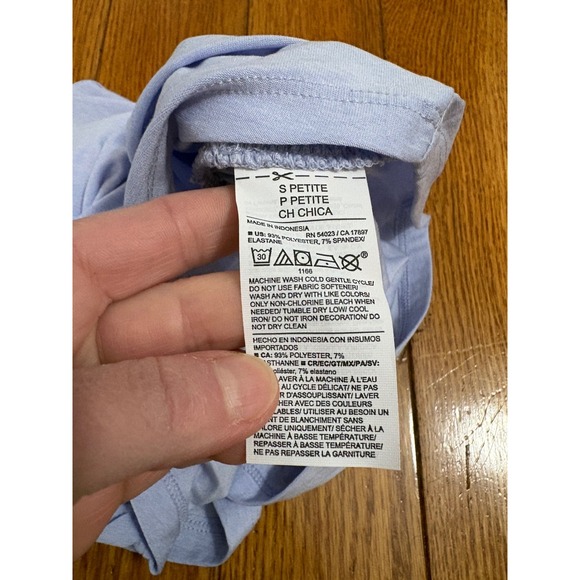 S PETITE
P PETITE
CH CHICA
MADE IN INDONESIA
■ US: 93% POLYESTER, 7% SPANDEX/ RN 54023 / CA 17897
ELASTANE
30
1166
MACHINE WASH COLD GENTLE CYCLE/
DO NOT USE FABRIC SOFTENER/
WASH AND DRY WITH LIKE COLORS/
ONLY NON-CHLORINE BLEACH WHEN
NEEDED/ TUMBLE DRY LOW/ COOL
IRON/ DO NOT IRON DECORATION/ DO
NOT DRY CLEAN
HECHO EN INDONESIA CON INSUMOS
IMPORTADOS
■ CA: 93% POLYESTER, 7%
ASTHANNE ■ CR/EC/GT/MX/PA/SV:
poliéster, 7% elastano
LAVER À LA MACHINE À L'EAU
CYCLE DÉLICAT/ NE PAS
D'ASSOUPLISSANT/ LAVER
AVEC DES COULEURS
UTILISER AU BESOIN UN
DE BLANCHIMENT SANS
CHLORE UNIQUEMENT/ SÉCHER À LA
MACHINE À BASSE TEMPÉRATURE/
À BASSE TEMPÉRATURE/
NE PAS REPASSER LA GARNITURE